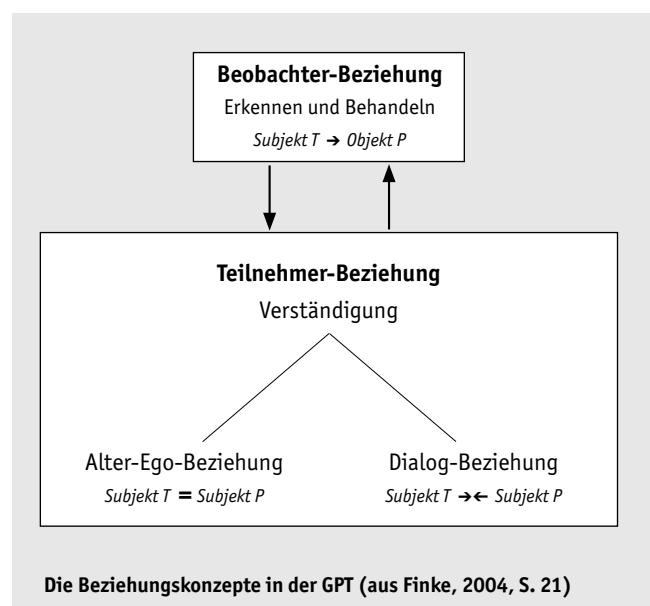 Beobachter-Beziehung
Erkennen und Behandeln
Subjekt T → Objekt P
Teilnehmer-Beziehung
Verständigung
Alter-Ego-Beziehung
Subjekt T = Subjekt P
Dialog-Beziehung
Subjekt T →← Subjekt P
Die Beziehungskonzepte in der GPT (aus Finke, 2004, S. 21)